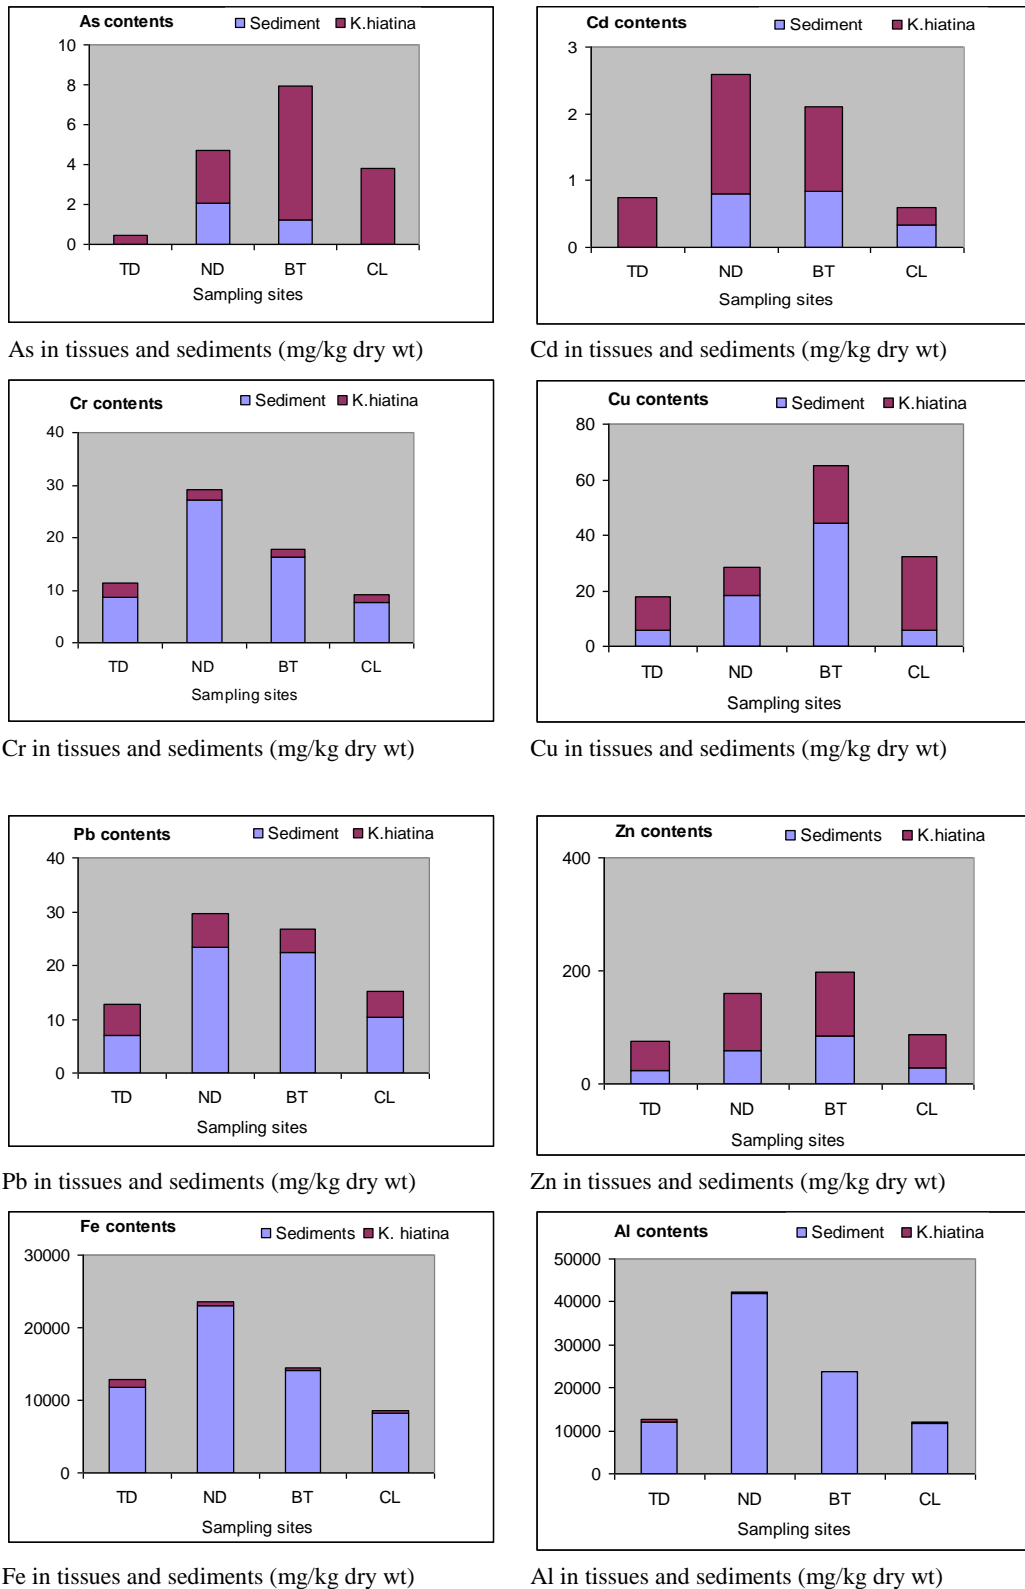 As contents
Sediment K.hiatina
10
8
6
4
2
0
TD ND BT CL
Sampling sites
As in tissues and sediments (mg/kg dry wt)
Cd contents
Sediment K.hiatina
3
2
1
0
TD ND BT CL
Sampling sites
Cd in tissues and sediments (mg/kg dry wt)
Cr contents
Sediment K.hiatina
40
30
20
10
0
TD ND BT CL
Sampling sites
Cr in tissues and sediments (mg/kg dry wt)
Cu contents
Sediment K.hiatina
80
60
40
20
0
TD ND BT CL
Sampling sites
Cu in tissues and sediments (mg/kg dry wt)
Pb contents
Sediment K.hiatina
40
30
20
10
0
TD ND BT CL
Sampling sites
Pb in tissues and sediments (mg/kg dry wt)
Zn contents
Sediments K.hiatina
400
200
0
TD ND BT CL
Sampling sites
Zn in tissues and sediments (mg/kg dry wt)
Fe contents
Sediments K. hiatina
30000
20000
10000
0
TD ND BT CL
Sampling sites
Fe in tissues and sediments (mg/kg dry wt)
Al contents
Sediment K.hiatina
50000
40000
30000
20000
10000
0
TD ND BT CL
Sampling sites
Al in tissues and sediments (mg/kg dry wt)